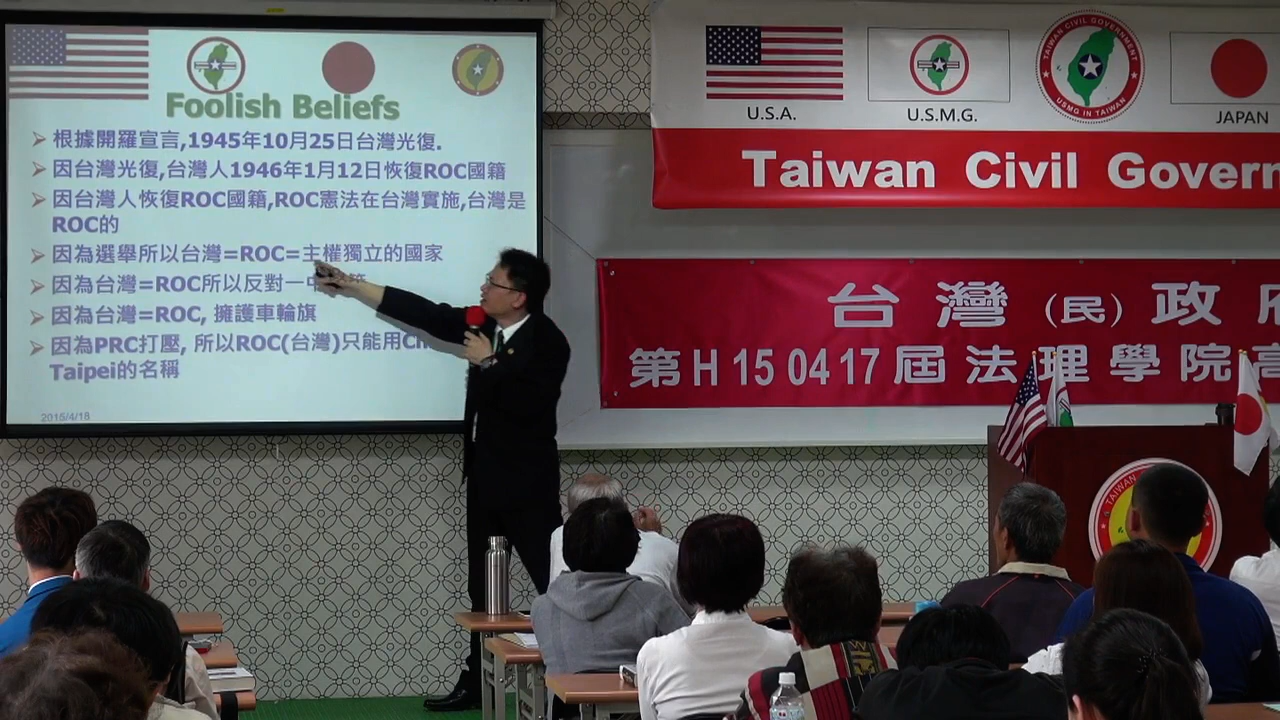 Foolish Beliefs
根據開羅宣言,1945年10月25日台灣光復.
因台灣光復,台灣人1946年1月12日恢復ROC國籍
因台灣人恢復ROC國籍,ROC憲法在台灣實施,台灣是
ROC的
因為選舉所以台灣=ROC=主權獨立的國家
因為台灣=ROC所以反對一中
因為台灣=ROC, 擁護車輪旗
因為PRC打壓, 所以ROC(台灣)只能用
Taipei的名稱
2015/4/18
U.S.A.
U.S.M.G.
TAIWAN CIVIL GOVERNMENT
USMG IN TAIWAN
JAPAN
Taiwan Civil Govern
台灣(民)政府
第H 15 04 17屆法理學院高
TAIWAN